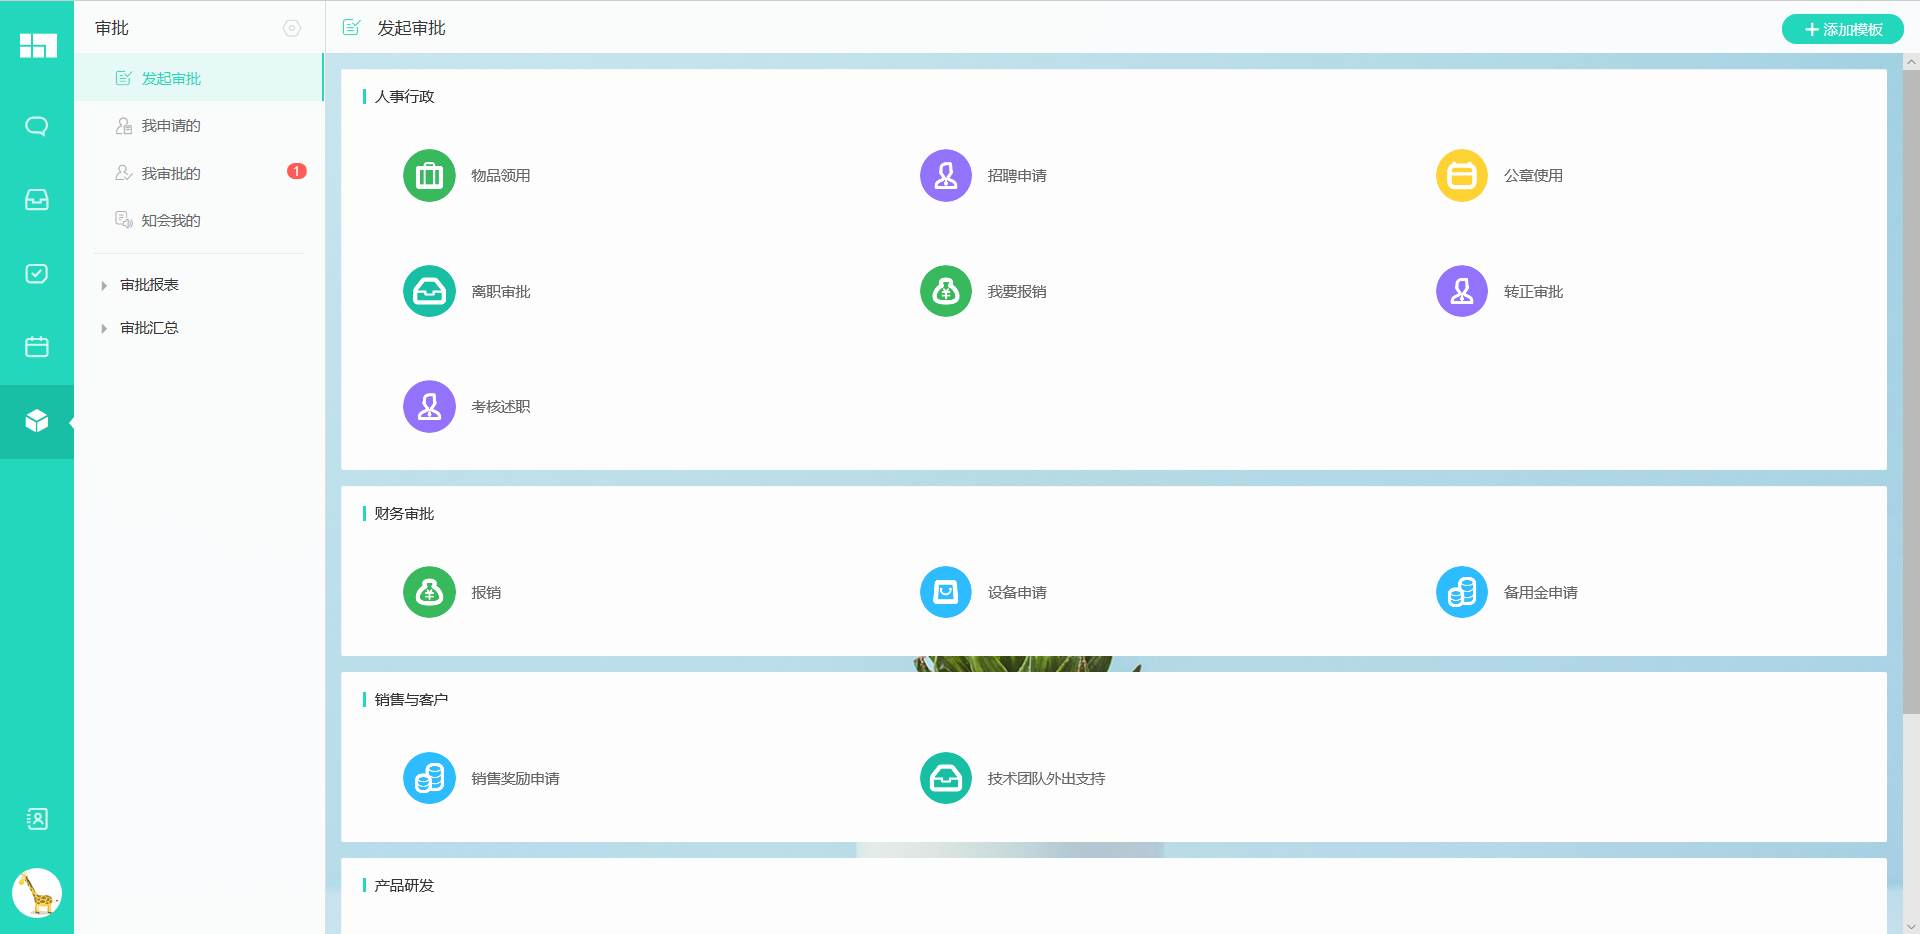 审批
发起审批
我申请的
我审批的
1
知会我的
审批报表
审批汇总
发起审批
添加模板
人事行政
物品领用
招聘申请
公章使用
离职审批
我要报销
转正审批
考核述职
财务审批
报销
设备申请
备用金申请
销售与客户
销售奖励申请
技术团队外出支持
产品研发